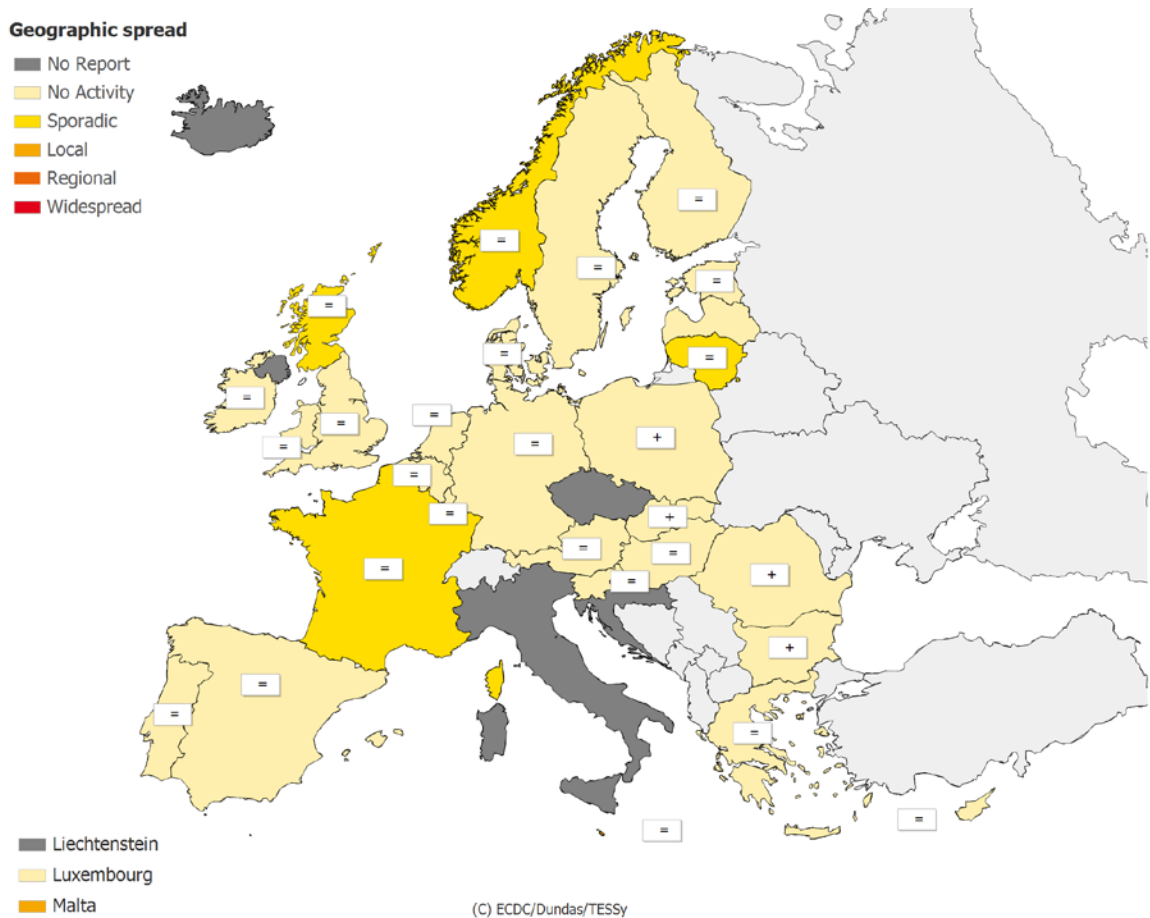 Geographic spread
No Report
No Activity
Sporadic
Local
Regional
Widespread
=
=
=
=
=
=
=
=
=
=
=
=
+
=
=
+
=
=
=
+
+
=
=
=
=
=
Liechtenstein
Luxembourg
Malta
(C) ECDC/Dundas/TESSy